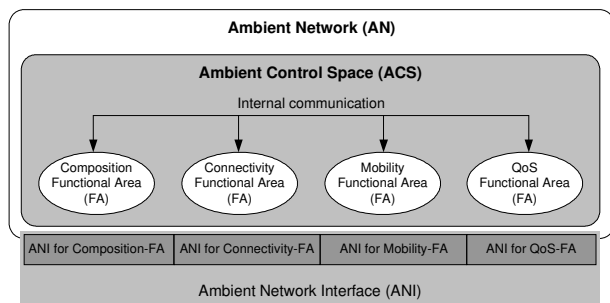 Ambient Network (AN)
Ambient Control Space (ACS)
Internal communication
Composition
Functional Area
(FA)
Connectivity
Functional Area
(FA)
Mobility
Functional Area
(FA)
QoS
Functional Area
(FA)
ANI for Composition-FA
ANI for Connectivity-FA
ANI for Mobility-FA
ANI for QoS-FA
Ambient Network Interface (ANI)